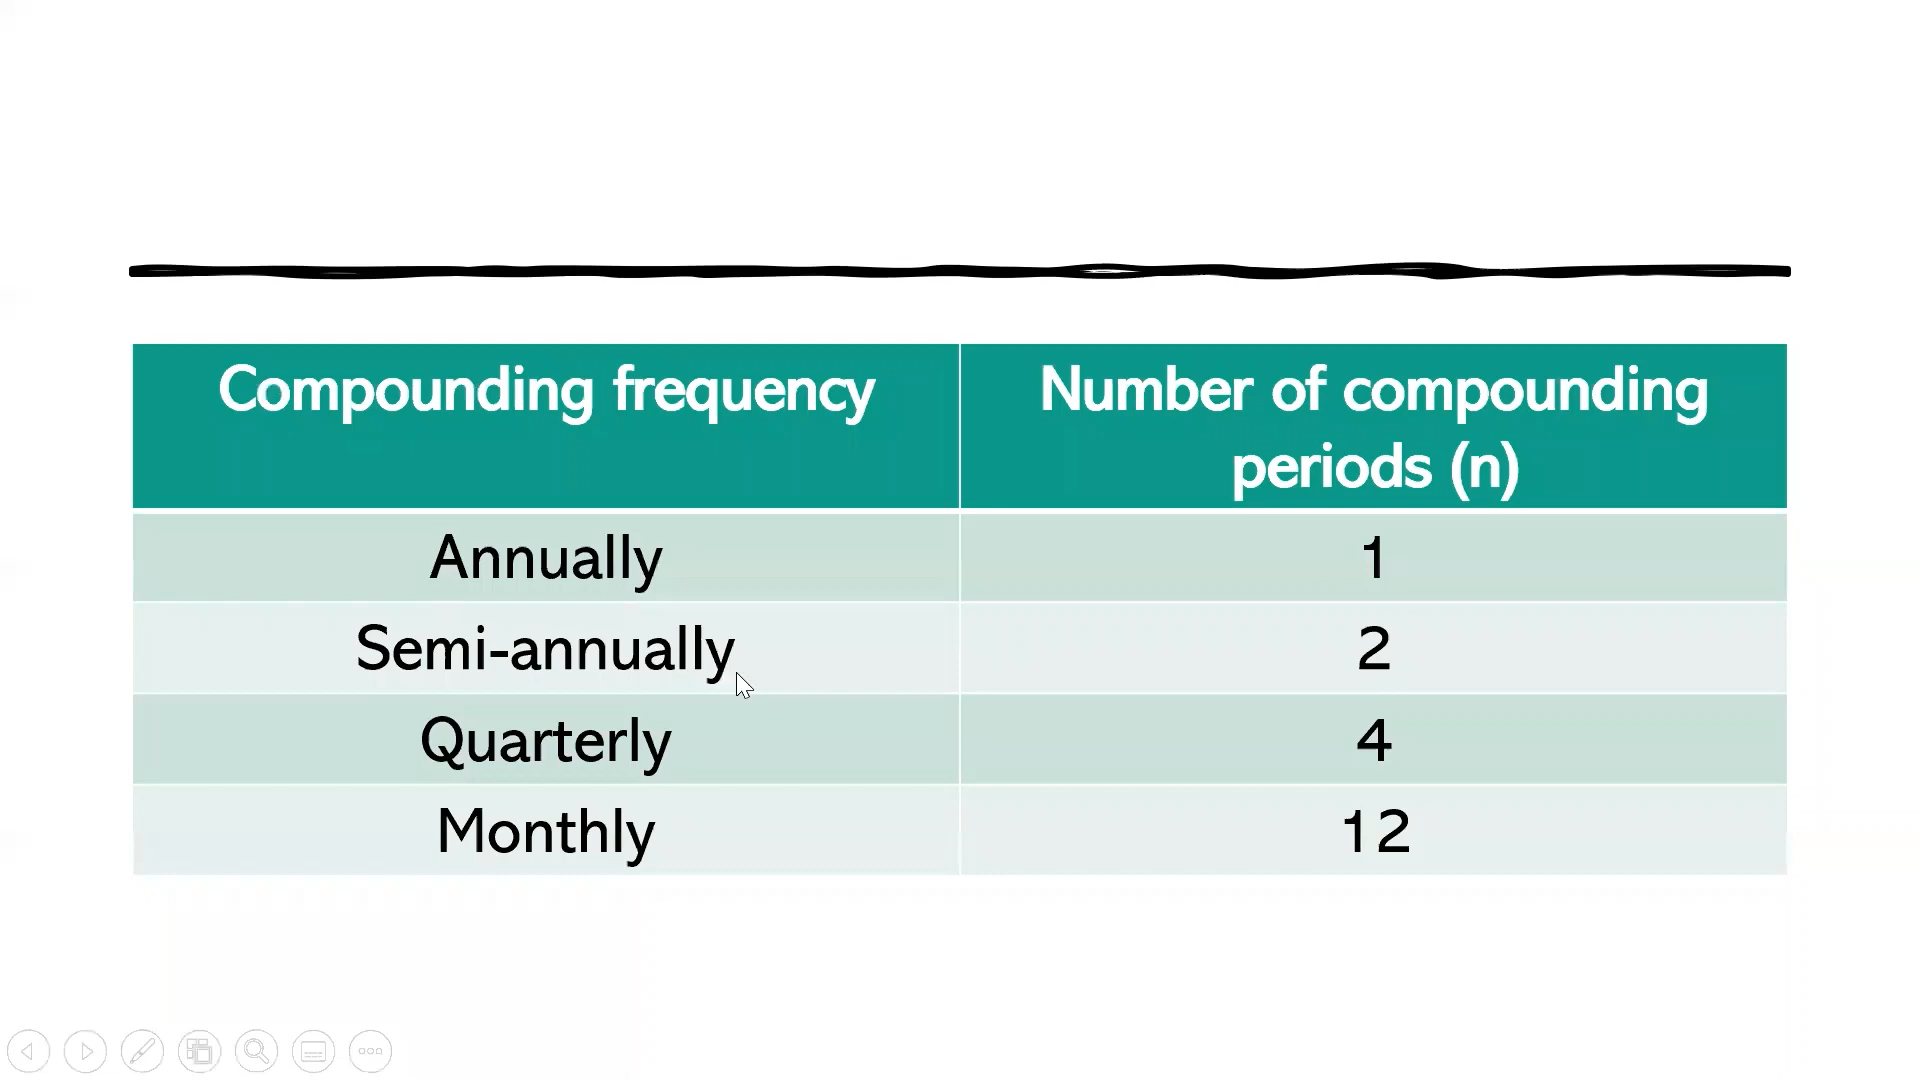 Compounding frequency
Number of compounding
periods (n)
Annually
1
Semi-annually
2
Quarterly
4
Monthly
12